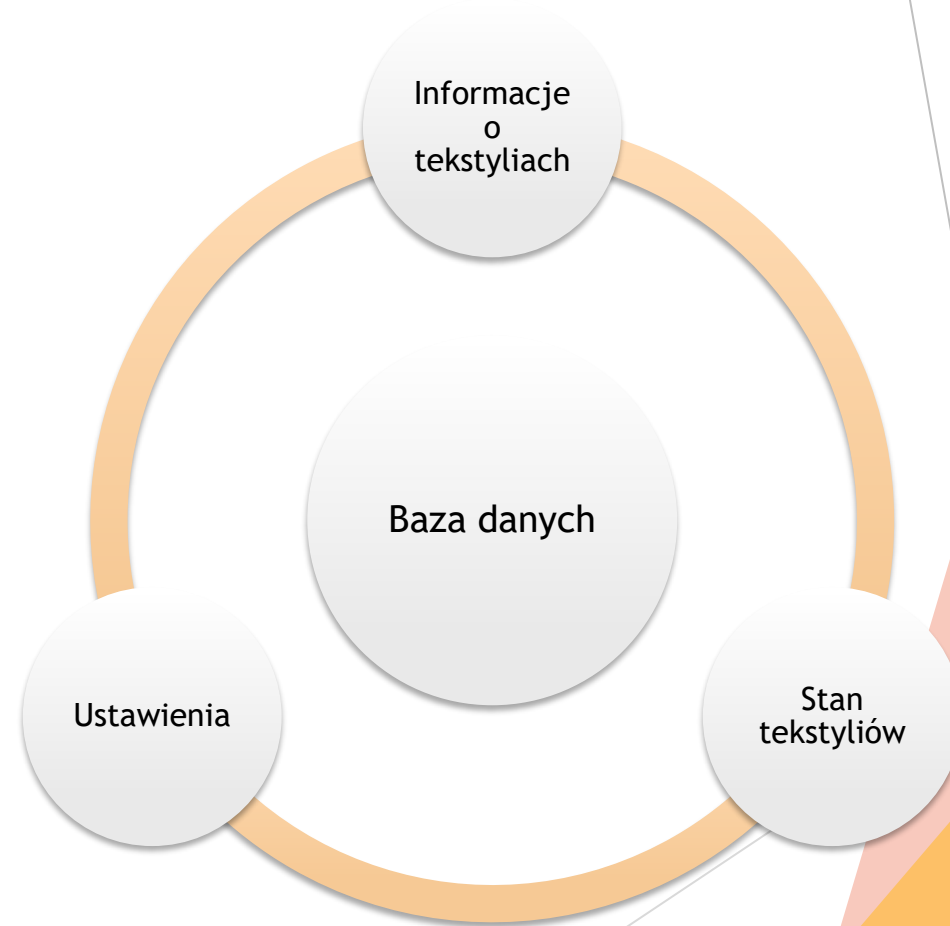 Informacje
o
tekstyliach
Baza danych
Ustawienia
Stan
tekstyliów